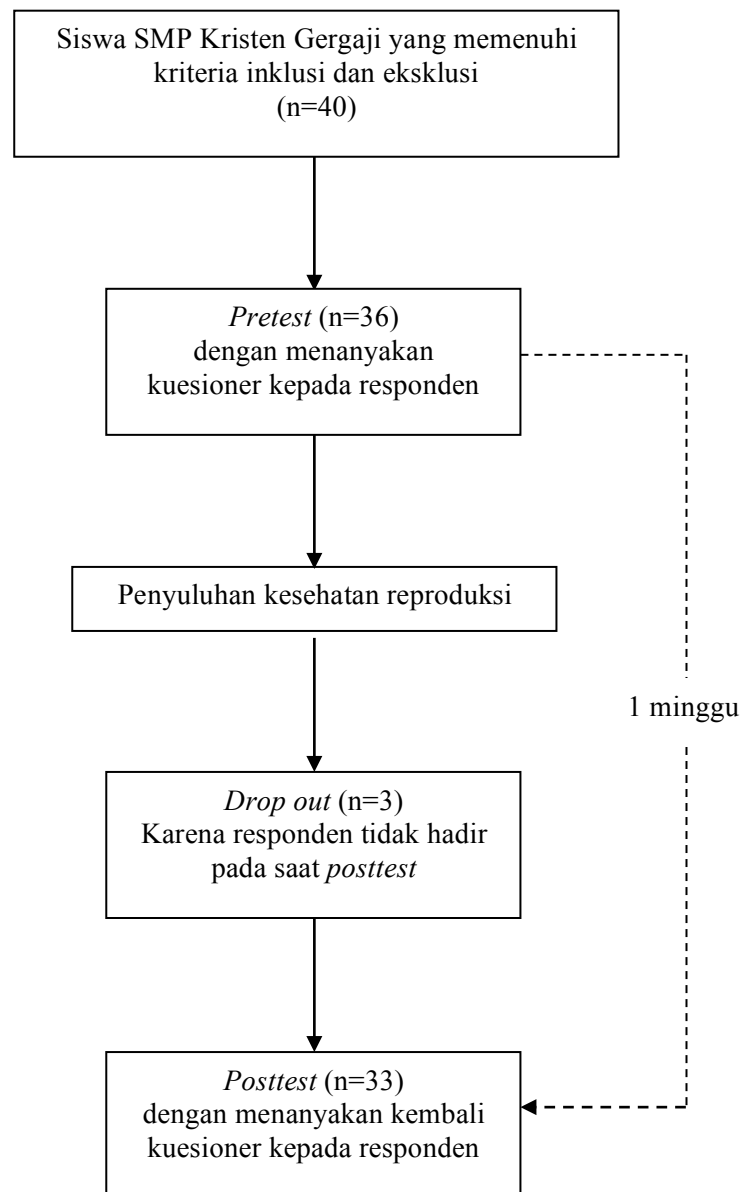 Siswa SMP Kristen Gergaji yang memenuhi
kriteria inklusi dan eksklusi
(n=40)
Pretest (n=36)
dengan menanyakan
kuesioner kepada responden
Penyuluhan kesehatan reproduksi
1 minggu
Drop out (n=3)
Karena responden tidak hadir
pada saat posttest
Posttest (n=33)
dengan menanyakan kembali
kuesioner kepada responden